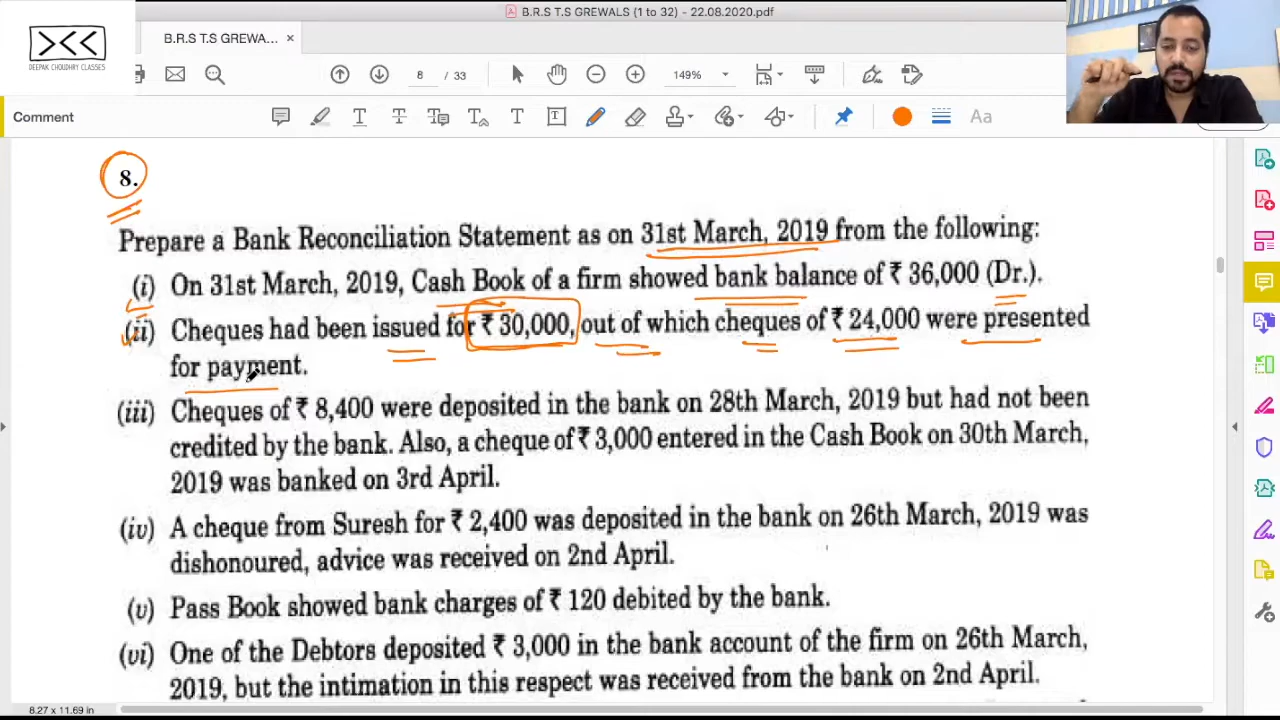 B.R.S T.S GREWALS (1 to 32) - 22.08.2020.pdf
DEEPAK CHOUDHRY CLASSES
B.R.S T.S GREWA... ×
8 / 33
149%
Comment
Aa
8.
Prepare a Bank Reconciliation Statement as on 31st March, 2019 from the following:
(i) On 31st March, 2019, Cash Book of a firm showed bank balance of ₹ 36,000 (Dr.).
(ii) Cheques had been issued for ₹ 30,000, out of which cheques of ₹ 24,000 were presented
for payment.
(iii) Cheques of ₹ 8,400 were deposited in the bank on 28th March, 2019 but had not been
credited by the bank. Also, a cheque of ₹ 3,000 entered in the Cash Book on 30th March,
2019 was banked on 3rd April.
(iv) A cheque from Suresh for ₹ 2,400 was deposited in the bank on 26th March, 2019 was
dishonoured, advice was received on 2nd April.
(v) Pass Book showed bank charges of ₹ 120 debited by the bank.
(vi) One of the Debtors deposited ₹ 3,000 in the bank account of the firm on 26th March,
2019, but the intimation in this respect was received from the bank on 2nd April.
8.27 x 11.69 in